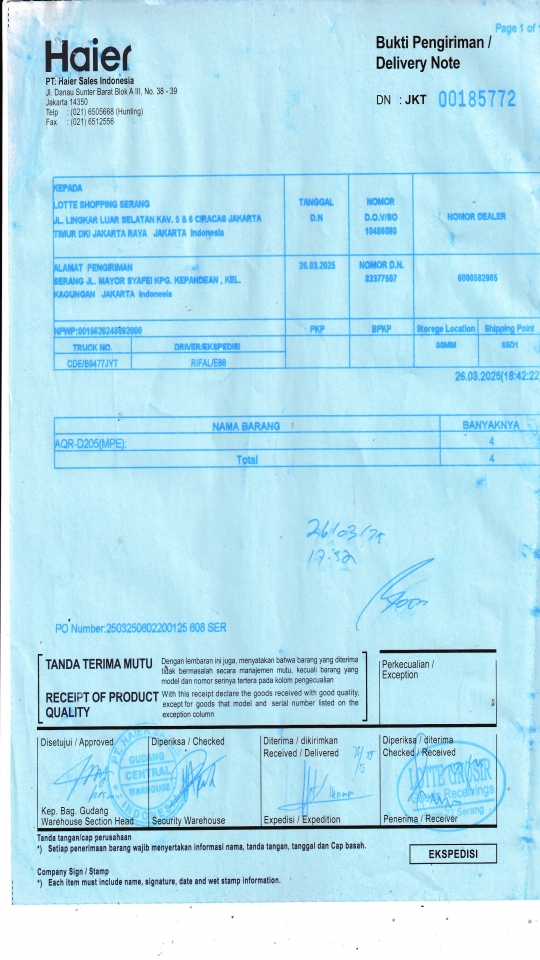 Page 1 of 1
Haier
PT. Haier Sales Indonesia
Jl. Danau Sunter Barat Blok A III, No. 38 - 39
Jakarta 14350
Telp : (021) 6505668 (Hunting)
Fax : (021) 6512556
Bukti Pengiriman /
Delivery Note
DN : JKT 00185772
KEPADA
LOTTE SHOPPING SERANG
JL. LINGKAR LUAR SELATAN KAV. 5 & 6 CIRACAS JAKARTA
TIMUR DKI JAKARTA RAYA JAKARTA Indonesia
TANGGAL
D.N
NOMOR
D.O./SO
10486080
NOMOR DEALER
ALAMAT PENGIRIMAN
SERANG JL. MAYOR SYAFEI KPG. KEPANDEAN , KEL.
KAGUNGAN JAKARTA Indonesia
26.03.2025
NOMOR D.N.
83377507
0000582965
PKP
BPKP
Storege Location
Shipping Point
TRUCK NO.
DRIVER/EKSPEDISI
CDE/B9477JYT
26.03.2025(18:42:22
NAMA BARANG :
BANYAKNYA
AQR-D205(MPE):
4
Total
4
26/03/25
PO Number:2503250602200125 608 SER
TANDA TERIMA MUTU
Dengan lembaran ini juga, menyatakan bahwa barang yang diterima
tidak bermasalah secara manajemen mutu, kecuali barang yang
model dan nomor serinya tertera pada kolom pengecualian
RECEIPT OF PRODUCT
QUALITY
With this receipt declare the goods received with good quality,
except for goods that model and serial number listed on the
exception column
Perkecualian /
Exception
Disetujui / Approved
Diperiksa / Checked
Diterima / dikirimkan
Received / Delivered
Diperiksa / diterima
Checked / Received
GUDANG
CENTRAL
WAREHOUSE
Serang
Kep. Bag. Gudang
Warehouse Section Head
Security Warehouse
Expedisi / Expedition
Penerima / Receiver
Tanda tangan/cap perusahaan
*) Setiap penerimaan barang wajib menyertakan informasi nama, tanda tangan, tanggal dan Cap basah.
EKSPEDISI
Company Sign / Stamp
*) Each item must include name, signature, date and wet stamp information.